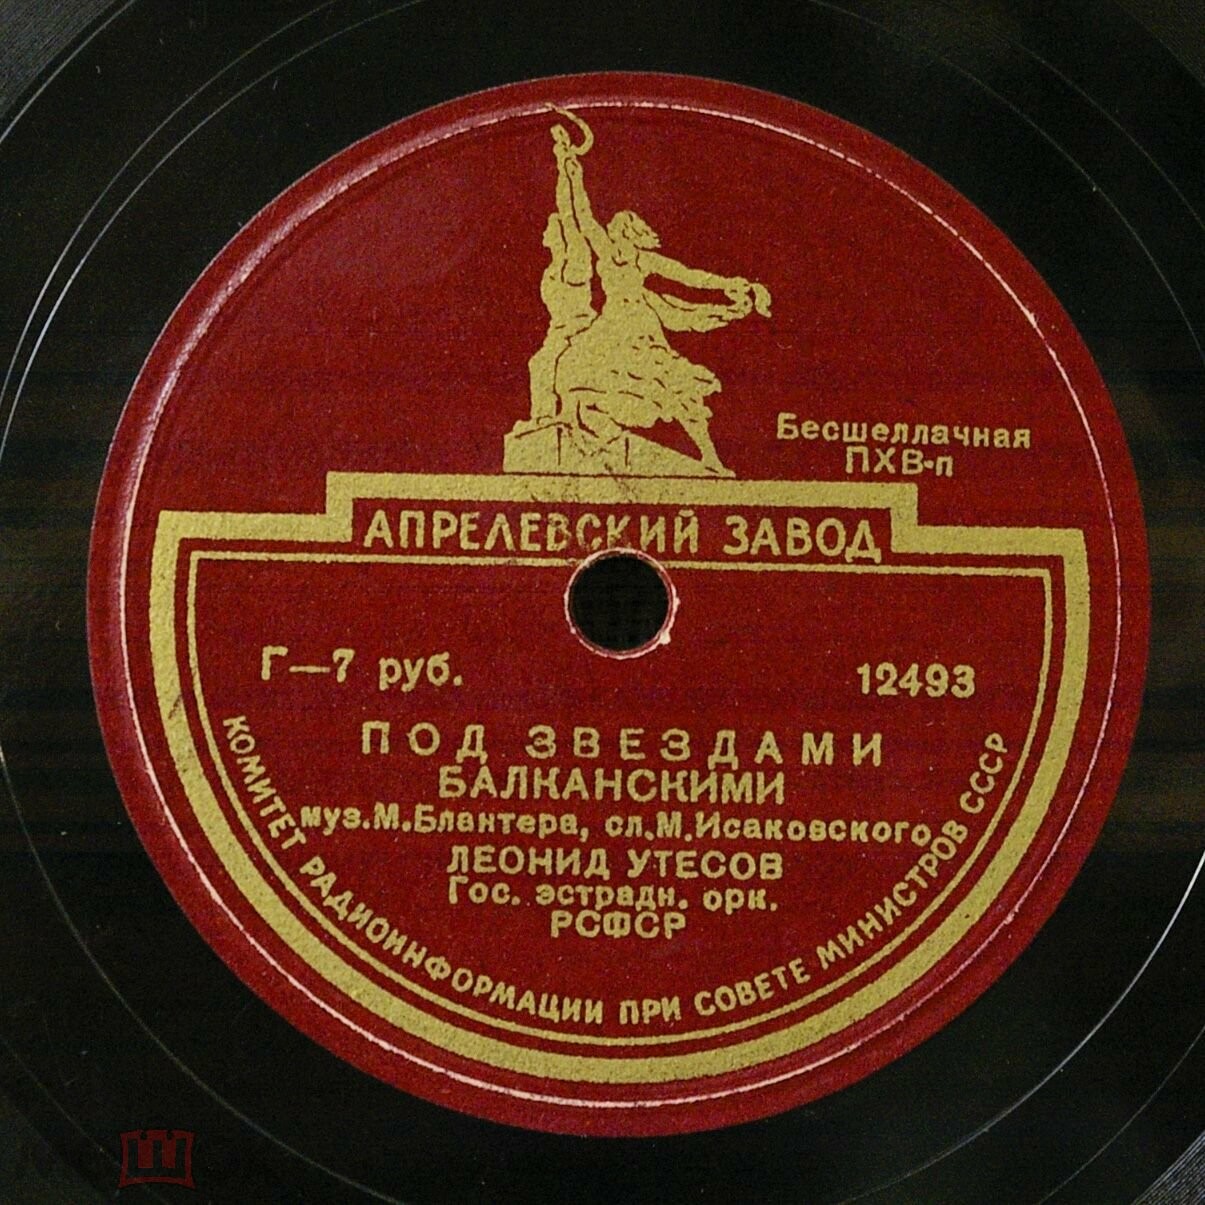 Бесшеллачная
ПХВ-п
АПРЕЛЕВСКИЙ ЗАВОД
Г—7 руб.
12493
ПОД ЗВЕЗДАМИ
БАЛКАНСКИМИ
муз.М.Блантера, сл.М.Исаковского
ЛЕОНИД УТЕСОВ
Гос. эстрадн. орк.
РСФСР
КОМИТЕТ РАДИОИНФОРМАЦИИ ПРИ СОВЕТЕ МИНИСТРОВ СССР